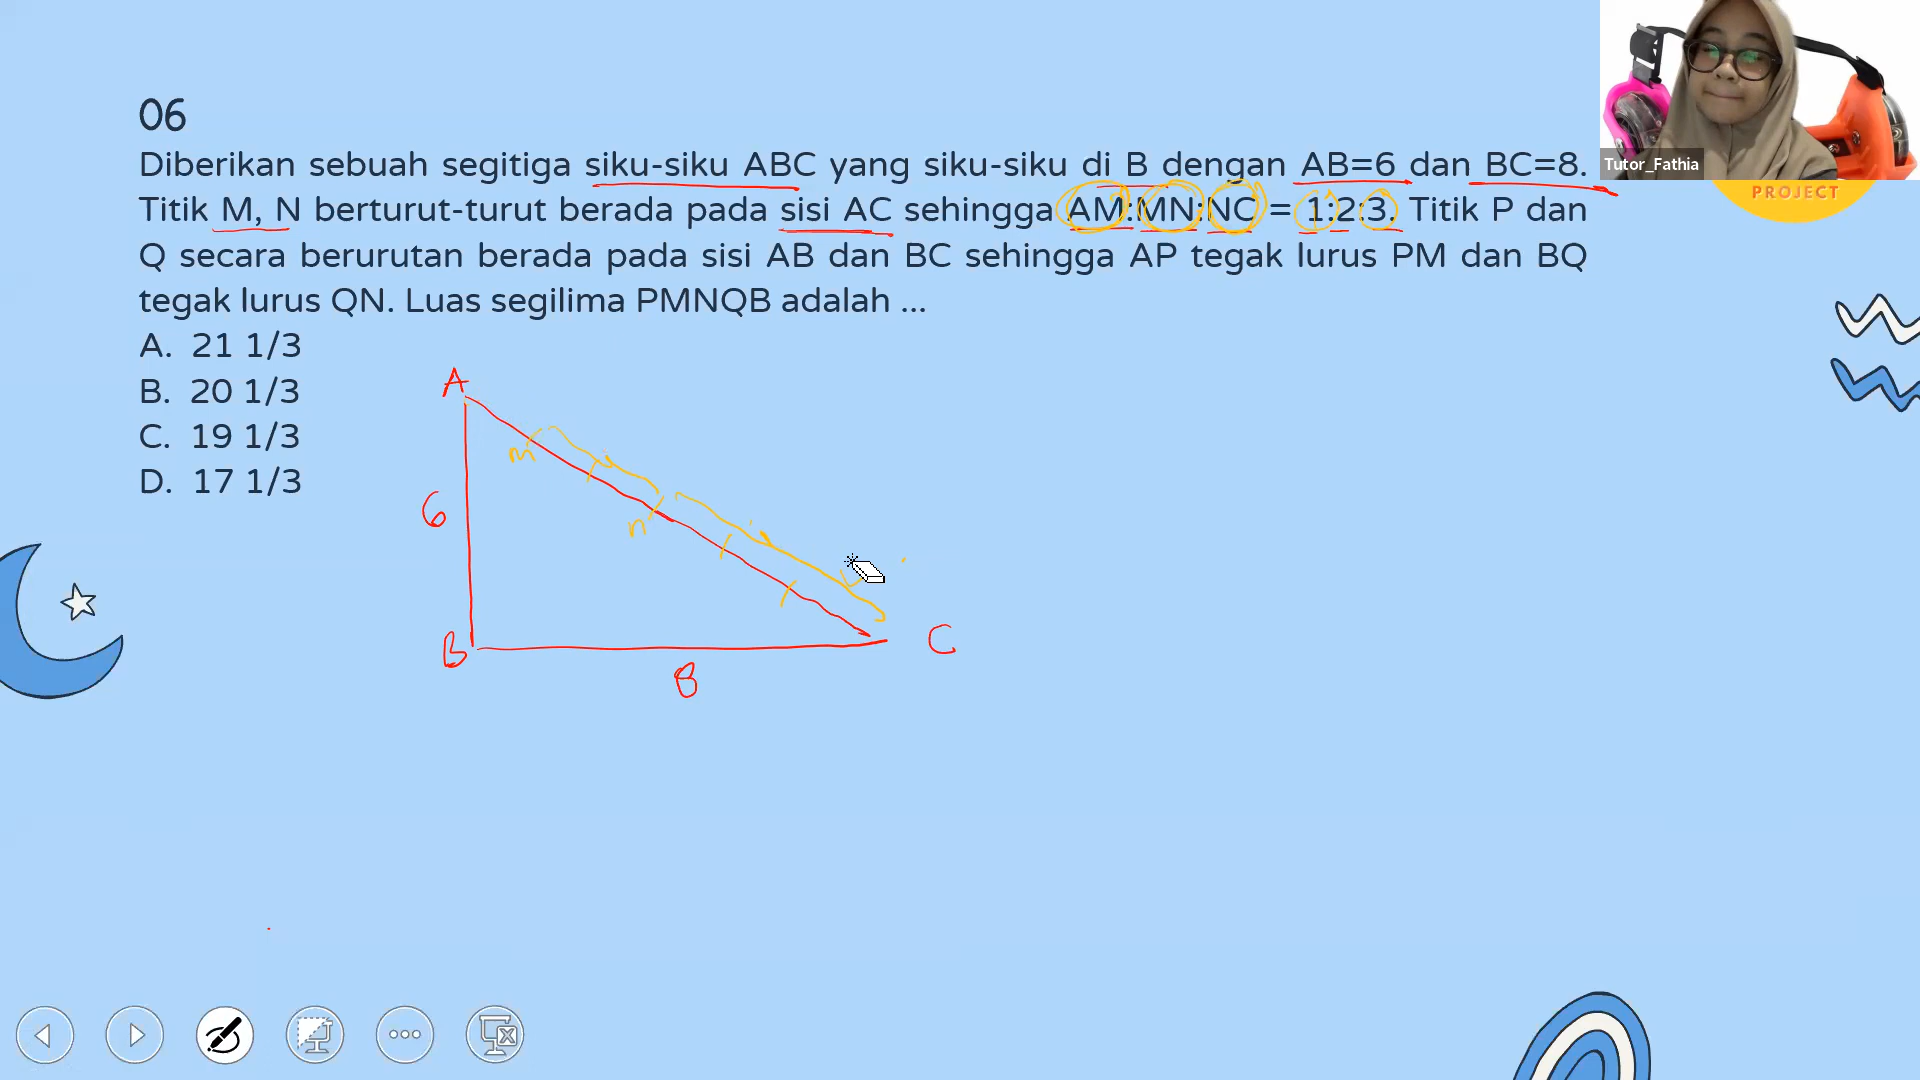 06
Diberikan sebuah segitiga siku-siku ABC yang siku-siku di B dengan AB=6 dan BC=8.
Titik M, N berturut-turut berada pada sisi AC sehingga AM:MN:NC = 1:2:3. Titik P dan
Q secara berurutan berada pada sisi AB dan BC sehingga AP tegak lurus PM dan BQ
tegak lurus QN. Luas segilima PMNQB adalah ...
A. 21 1/3
B. 20 1/3
C. 19 1/3
D. 17 1/3
Tutor_Fathia
PROJECT
A
m
6
n
B
C
8